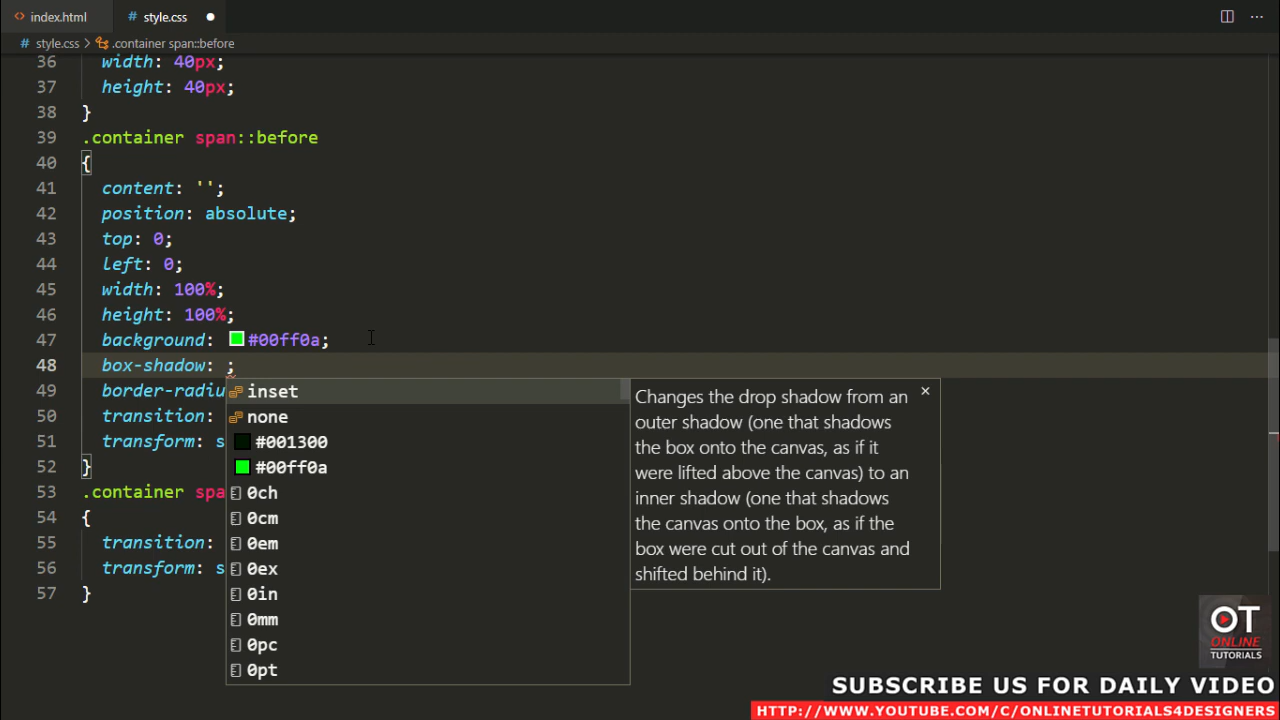 index.html
style.css
style.css > .container span::before
36 width: 40px;
37 height: 40px;
38 }
39 .container span::before
40 {
41 content: '';
42 position: absolute;
43 top: 0;
44 left: 0;
45 width: 100%;
46 height: 100%;
47 background: #00ff0a;
48 box-shadow: ;
49 border-radiu
50 transition:
51 transform: s
52 }
53 .container spa
54 {
55 transition:
56 transform: s
57 }
inset
none
#001300
#00ff0a
0ch
0cm
0em
0ex
0in
0mm
0pc
0pt
Changes the drop shadow from an
outer shadow (one that shadows
the box onto the canvas, as if it
were lifted above the canvas) to an
inner shadow (one that shadows
the canvas onto the box, as if the
box were cut out of the canvas and
shifted behind it).
OT
ONLINE
TUTORIALS
SUBSCRIBE US FOR DAILY VIDEO
HTTP://WWW.YOUTUBE.COM/C/ONLINETUTORIALS4DESIGNERS